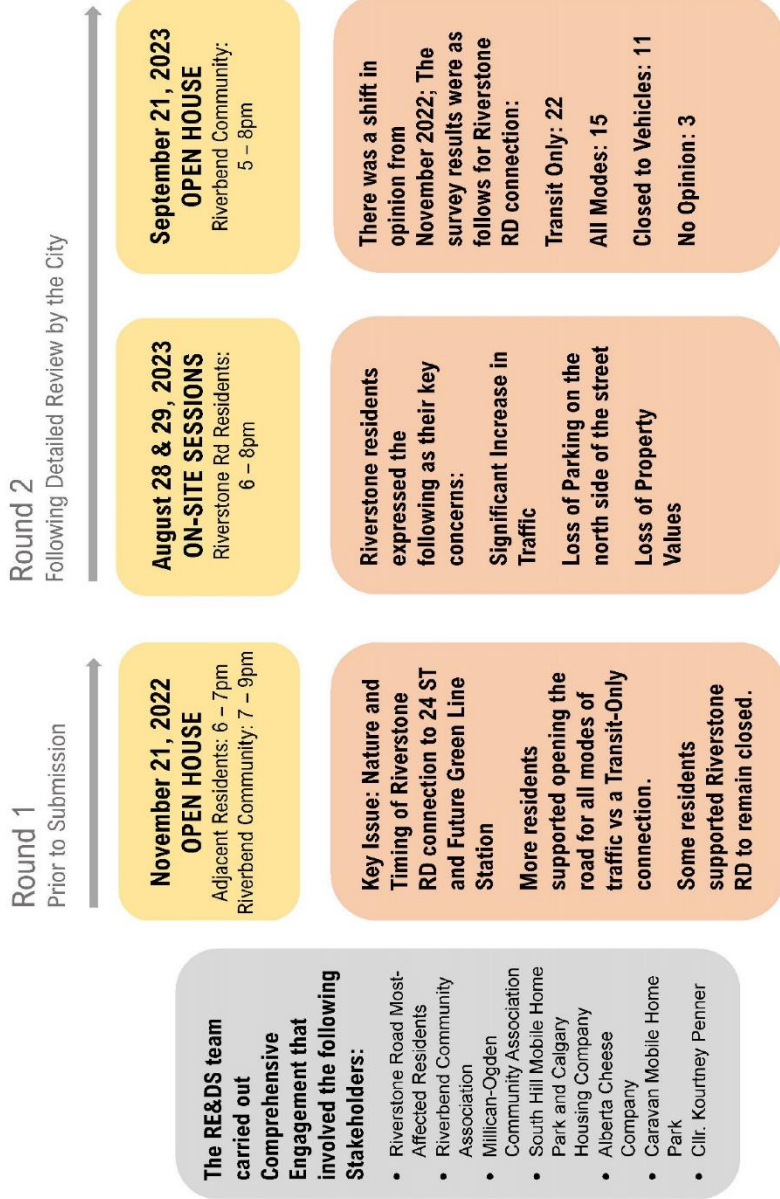 Round 1
Prior to Submission
Round 2
Following Detailed Review by the City
The RE&DS team
carried out
Comprehensive
Engagement that
involved the following
Stakeholders:
• Riverstone Road Most-
Affected Residents
• Riverbend Community
Association
• Millican-Ogden
Community Association
• South Hill Mobile Home
Park and Calgary
Housing Company
• Alberta Cheese
Company
• Caravan Mobile Home
Park
• Cllr. Kourtney Penner
November 21, 2022
OPEN HOUSE
Adjacent Residents: 6 – 7pm
Riverbend Community: 7 – 9pm
Key Issue: Nature and
Timing of Riverstone
RD connection to 24 ST
and Future Green Line
Station
More residents
supported opening the
road for all modes of
traffic vs a Transit-Only
connection.
Some residents
supported Riverstone
RD to remain closed.
August 28 & 29, 2023
ON-SITE SESSIONS
Riverstone Rd Residents:
6 – 8pm
Riverstone residents
expressed the
following as their key
concerns:
Significant Increase in
Traffic
Loss of Parking on the
north side of the street
Loss of Property
Values
September 21, 2023
OPEN HOUSE
Riverbend Community:
5 – 8pm
There was a shift in
opinion from
November 2022; The
survey results were as
follows for Riverstone
RD connection:
Transit Only: 22
All Modes: 15
Closed to Vehicles: 11
No Opinion: 3